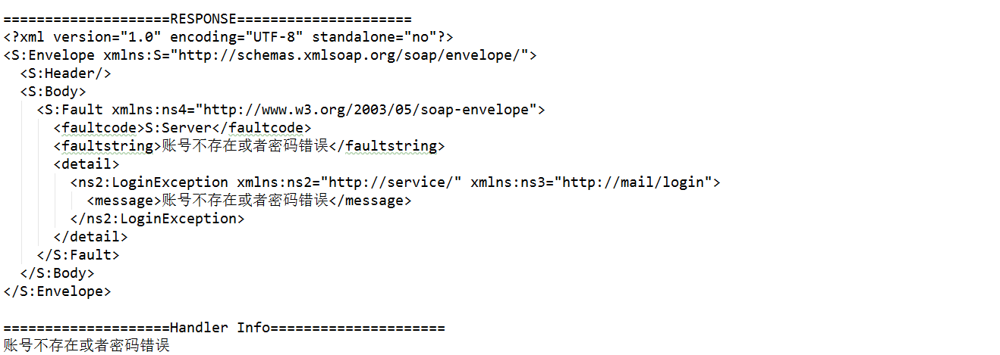 ====================RESPONSE=====================
<?xml version="1.0" encoding="UTF-8" standalone="no"?>
<S:Envelope xmlns:S="http://schemas.xmlsoap.org/soap/envelope/">
  <S:Header/>
  <S:Body>
    <S:Fault xmlns:ns4="http://www.w3.org/2003/05/soap-envelope">
      <faultcode>S:Server</faultcode>
      <faultstring>账号不存在或者密码错误</faultstring>
      <detail>
        <ns2:LoginException xmlns:ns2="http://service/" xmlns:ns3="http://mail/login">
          <message>账号不存在或者密码错误</message>
        </ns2:LoginException>
      </detail>
    </S:Fault>
  </S:Body>
</S:Envelope>
====================Handler Info=====================
账号不存在或者密码错误